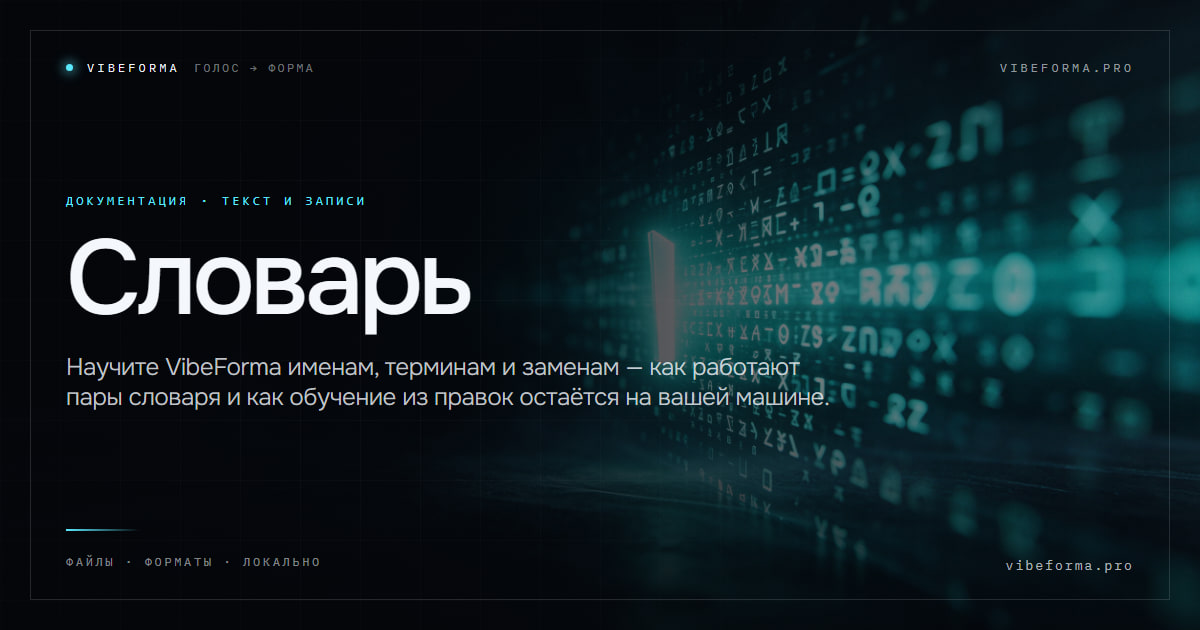 VIBEFORMA ГОЛОС → ФОРМА
VIBEFORMA.PRO
ДОКУМЕНТАЦИЯ · ТЕКСТ И ЗАПИСИ
Словарь
Научите VibeForma именам, терминам и заменам — как работают
пары словаря и как обучение из правок остаётся на вашей машине.
ФАЙЛЫ · ФОРМАТЫ · ЛОКАЛЬНО
vibeforma.pro